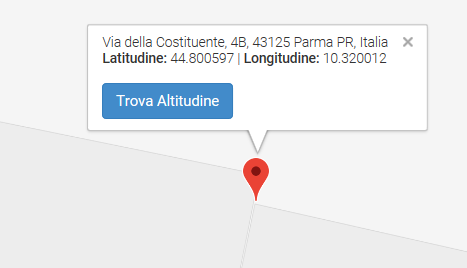 Via della Costituente, 4B, 43125 Parma PR, Italia
Latitudine: 44.800597 | Longitudine: 10.320012
Trova Altitudine